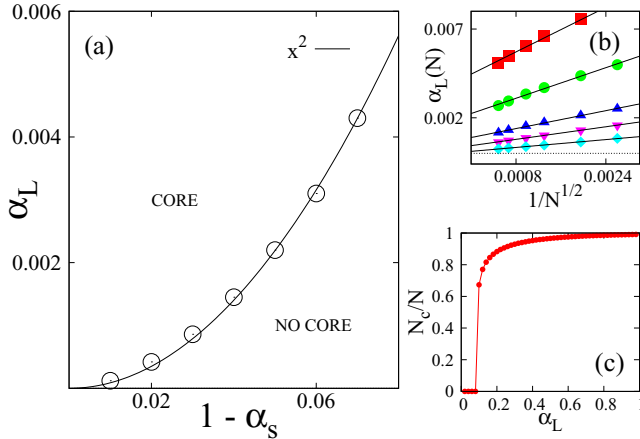 (a)
x²
α_L
0.006
0.004
0.002
CORE
NO CORE
0.02
0.06
1 - α_s
(b)
α_L(N)
0.007
0.002
0.0008
0.0024
1/N^{1/2}
(c)
N_c/N
1
0.8
0.6
0.4
0.2
0
0.2
0.4
0.6
0.8
1
α_L